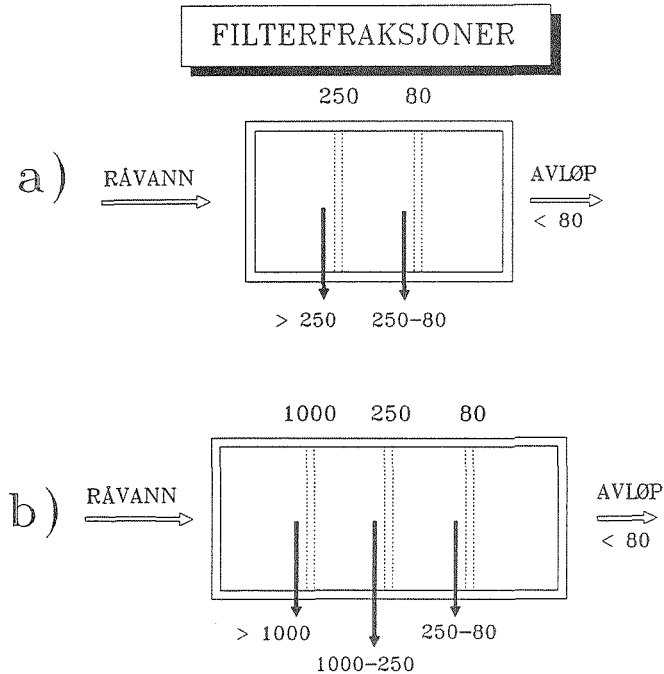 FILTERFRAKSJONER
250 80
a)
RÅVANN
AVLØP
< 80
> 250 250-80
1000 250 80
b)
RÅVANN
AVLØP
< 80
> 1000 250-80
1000-250